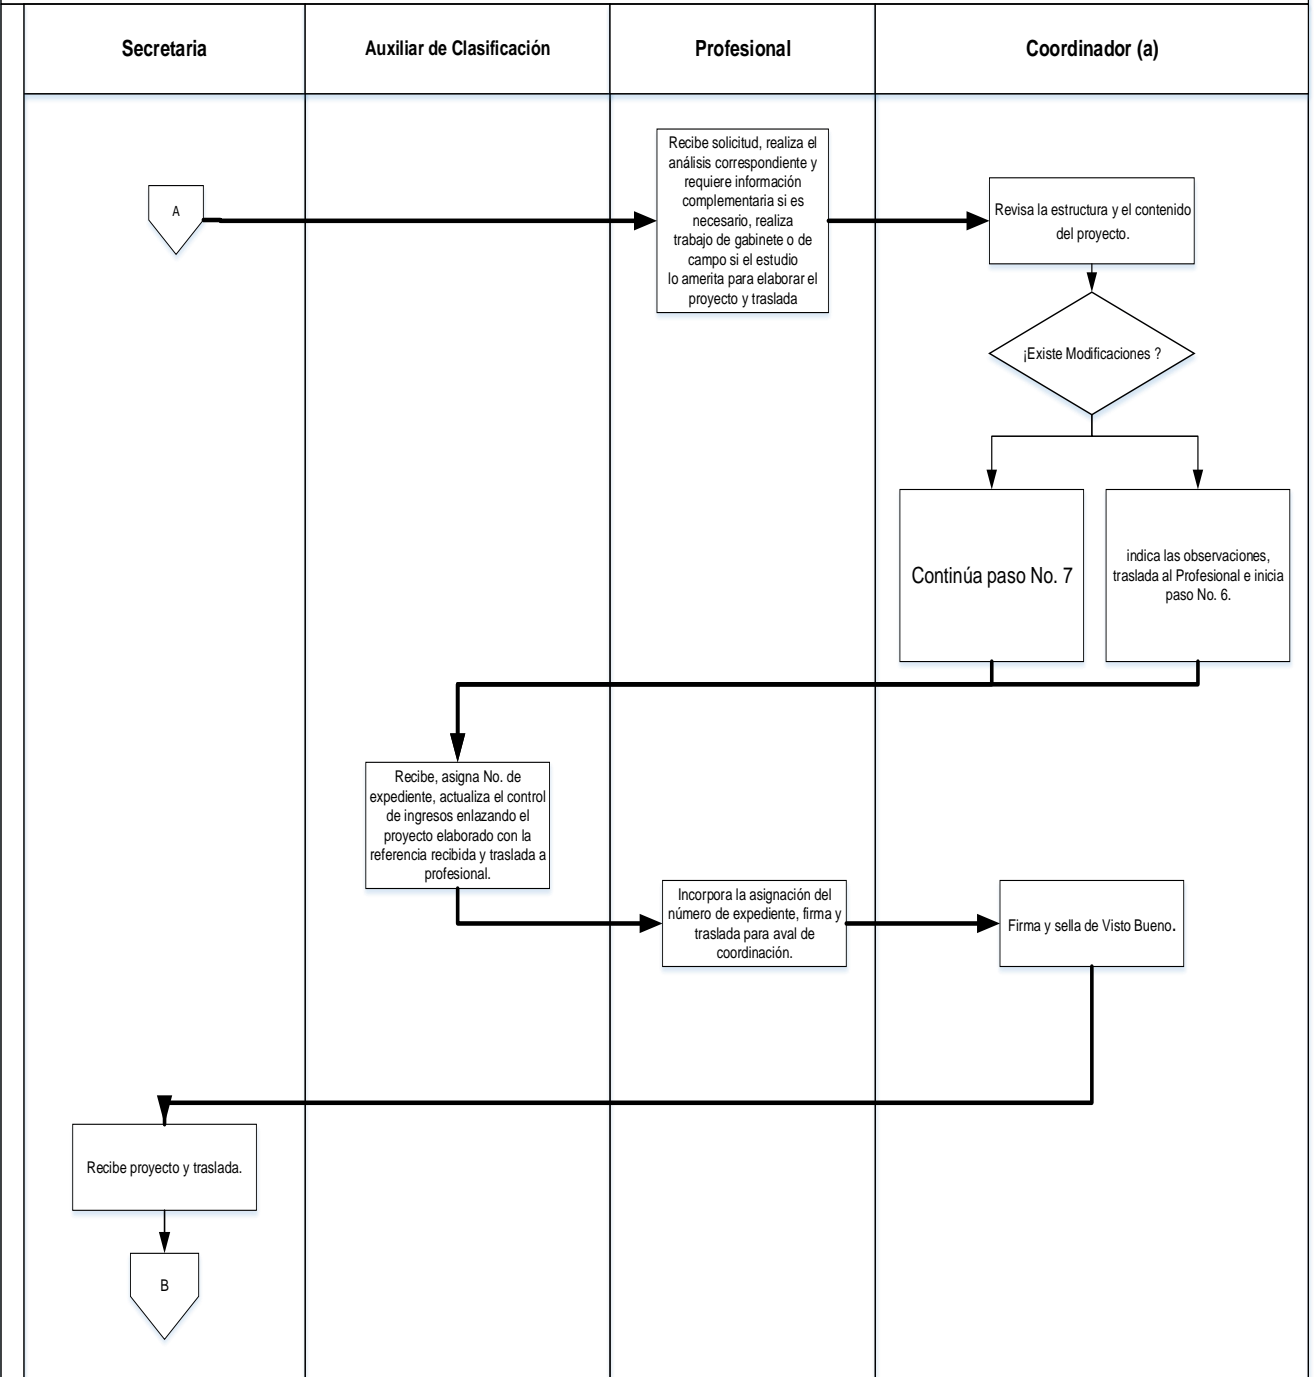 Secretaria
Auxiliar de Clasificación
Profesional
Coordinador (a)
A
Recibe solicitud, realiza el
análisis correspondiente y
requiere información
complementaria si es
necesario, realiza
trabajo de gabinete o de
campo si el estudio
lo amerita para elaborar el
proyecto y traslada
Revisa la estructura y el contenido
del proyecto.
¡Existe Modificaciones ?
Continúa paso No. 7
indica las observaciones,
traslada al Profesional e inicia
paso No. 6.
Recibe, asigna No. de
expediente, actualiza el control
de ingresos enlazando el
proyecto elaborado con la
referencia recibida y traslada a
profesional.
Incorpora la asignación del
número de expediente, firma y
traslada para aval de
coordinación.
Firma y sella de Visto Bueno.
Recibe proyecto y traslada.
B